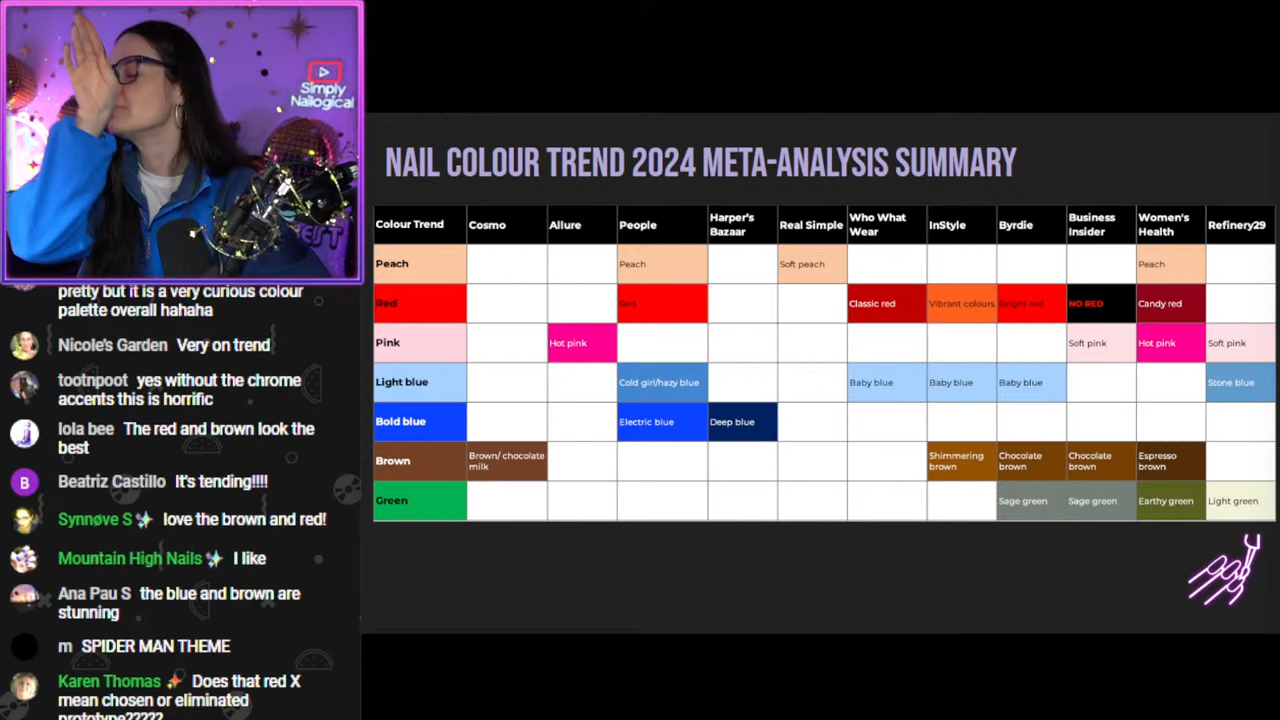 Simply
Nailogical
pretty but it is a very curious colour
palette overall hahaha
Nicole's Garden Very on trend
tootnpoot yes without the chrome
accents this is horrific
lola bee The red and brown look the
best
B
Beatriz Castillo It's tending!!!!
Synnøve S love the brown and red!
Mountain High Nails I like
Ana Pau S the blue and brown are
stunning
m SPIDER MAN THEME
Karen Thomas Does that red X
mean chosen or eliminated
prototype?????
NAIL COLOUR TREND 2024 META-ANALYSIS SUMMARY
Colour Trend Cosmo Allure People Harper's Bazaar Real Simple Who What Wear InStyle Byrdie Business Insider Women's Health Refinery29
Peach Peach Soft peach Peach
Red Red Classic red Vibrant colours Bright red NO RED Candy red
Pink Hot pink Soft pink Hot pink Soft pink
Light blue Cold girl/hazy blue Baby blue Baby blue Baby blue Stone blue
Bold blue Electric blue Deep blue
Brown Brown/ chocolate milk Shimmering brown Chocolate brown Chocolate brown Espresso brown
Green Sage green Sage green Earthy green Light green